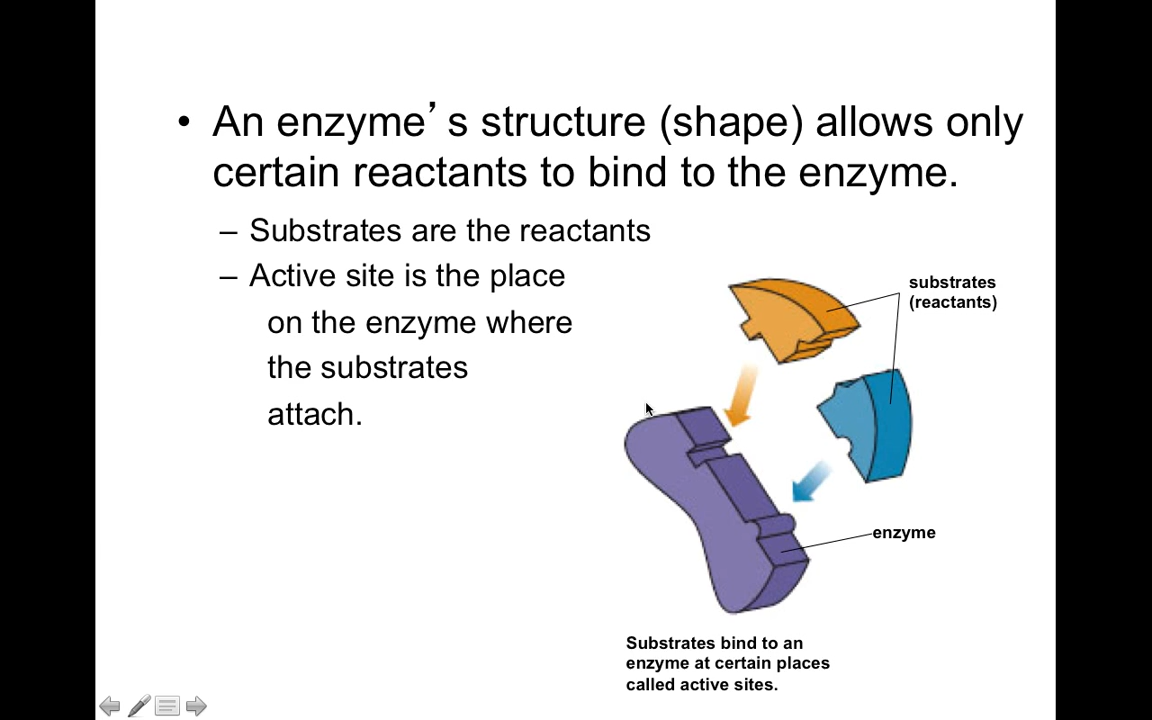 • An enzyme’s structure (shape) allows only
certain reactants to bind to the enzyme.
– Substrates are the reactants
– Active site is the place
on the enzyme where
the substrates
attach.
substrates
(reactants)
enzyme
Substrates bind to an
enzyme at certain places
called active sites.